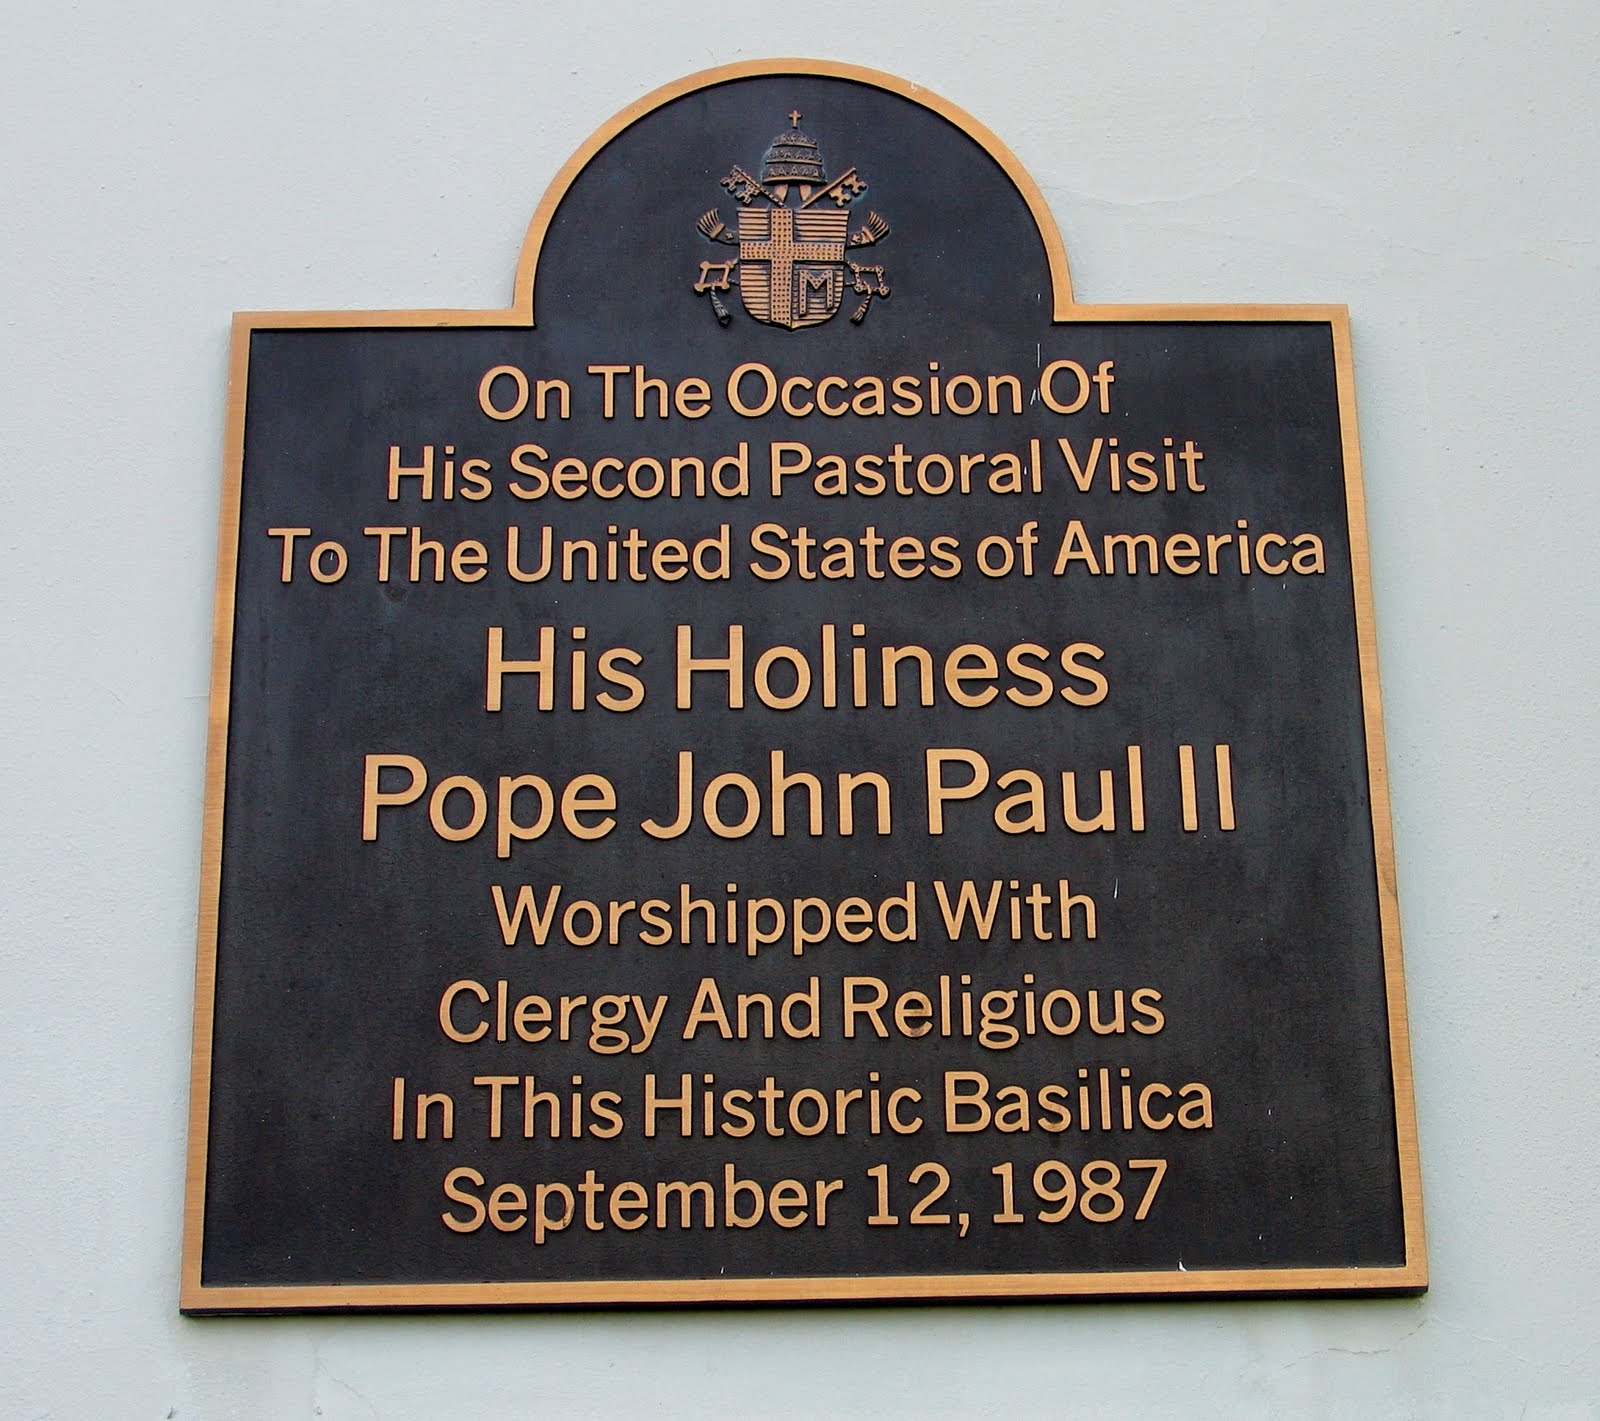 On The Occasion Of
His Second Pastoral Visit
To The United States of America
His Holiness
Pope John Paul II
Worshipped With
Clergy And Religious
In This Historic Basilica
September 12, 1987